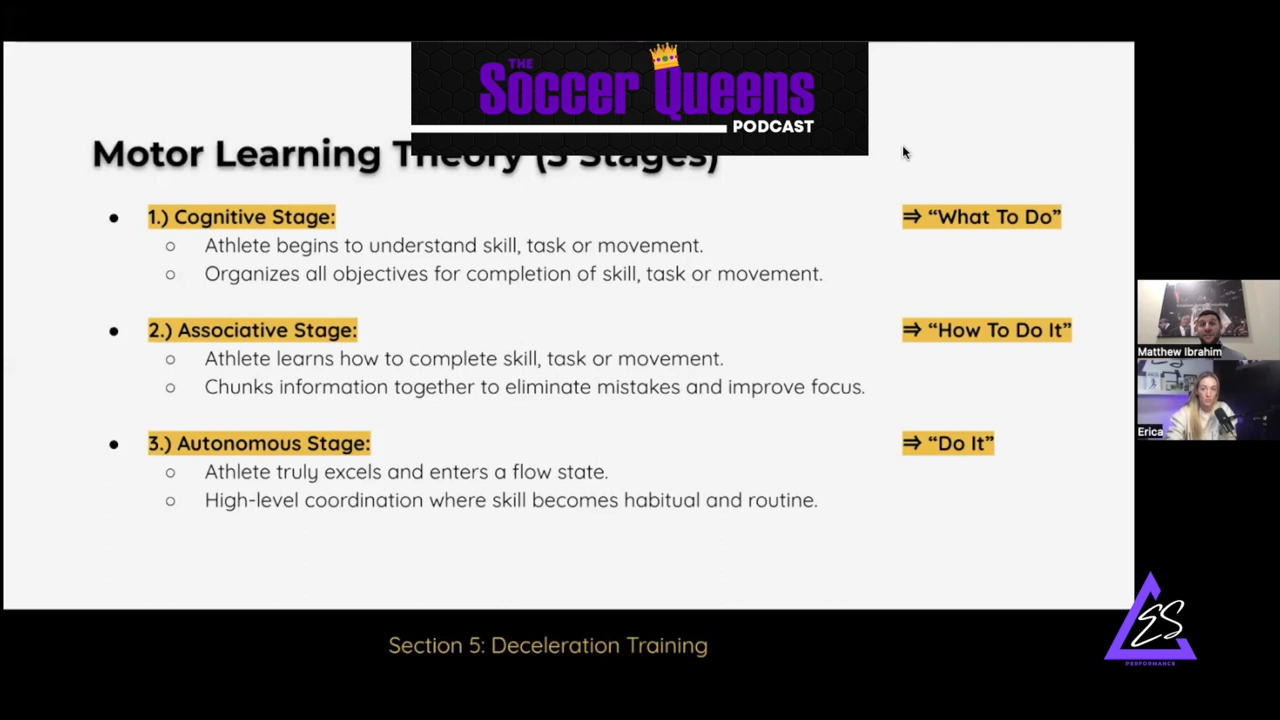 THE
Soccer Queens
PODCAST
Motor Learning Theory (3 Stages)
● 1.) Cognitive Stage: ⇒ “What To Do”
○ Athlete begins to understand skill, task or movement.
○ Organizes all objectives for completion of skill, task or movement.
● 2.) Associative Stage: ⇒ “How To Do It”
○ Athlete learns how to complete skill, task or movement.
○ Chunks information together to eliminate mistakes and improve focus.
● 3.) Autonomous Stage: ⇒ “Do It”
○ Athlete truly excels and enters a flow state.
○ High-level coordination where skill becomes habitual and routine.
Matthew Ibrahim
Erica
ES
PERFORMANCE
Section 5: Deceleration Training